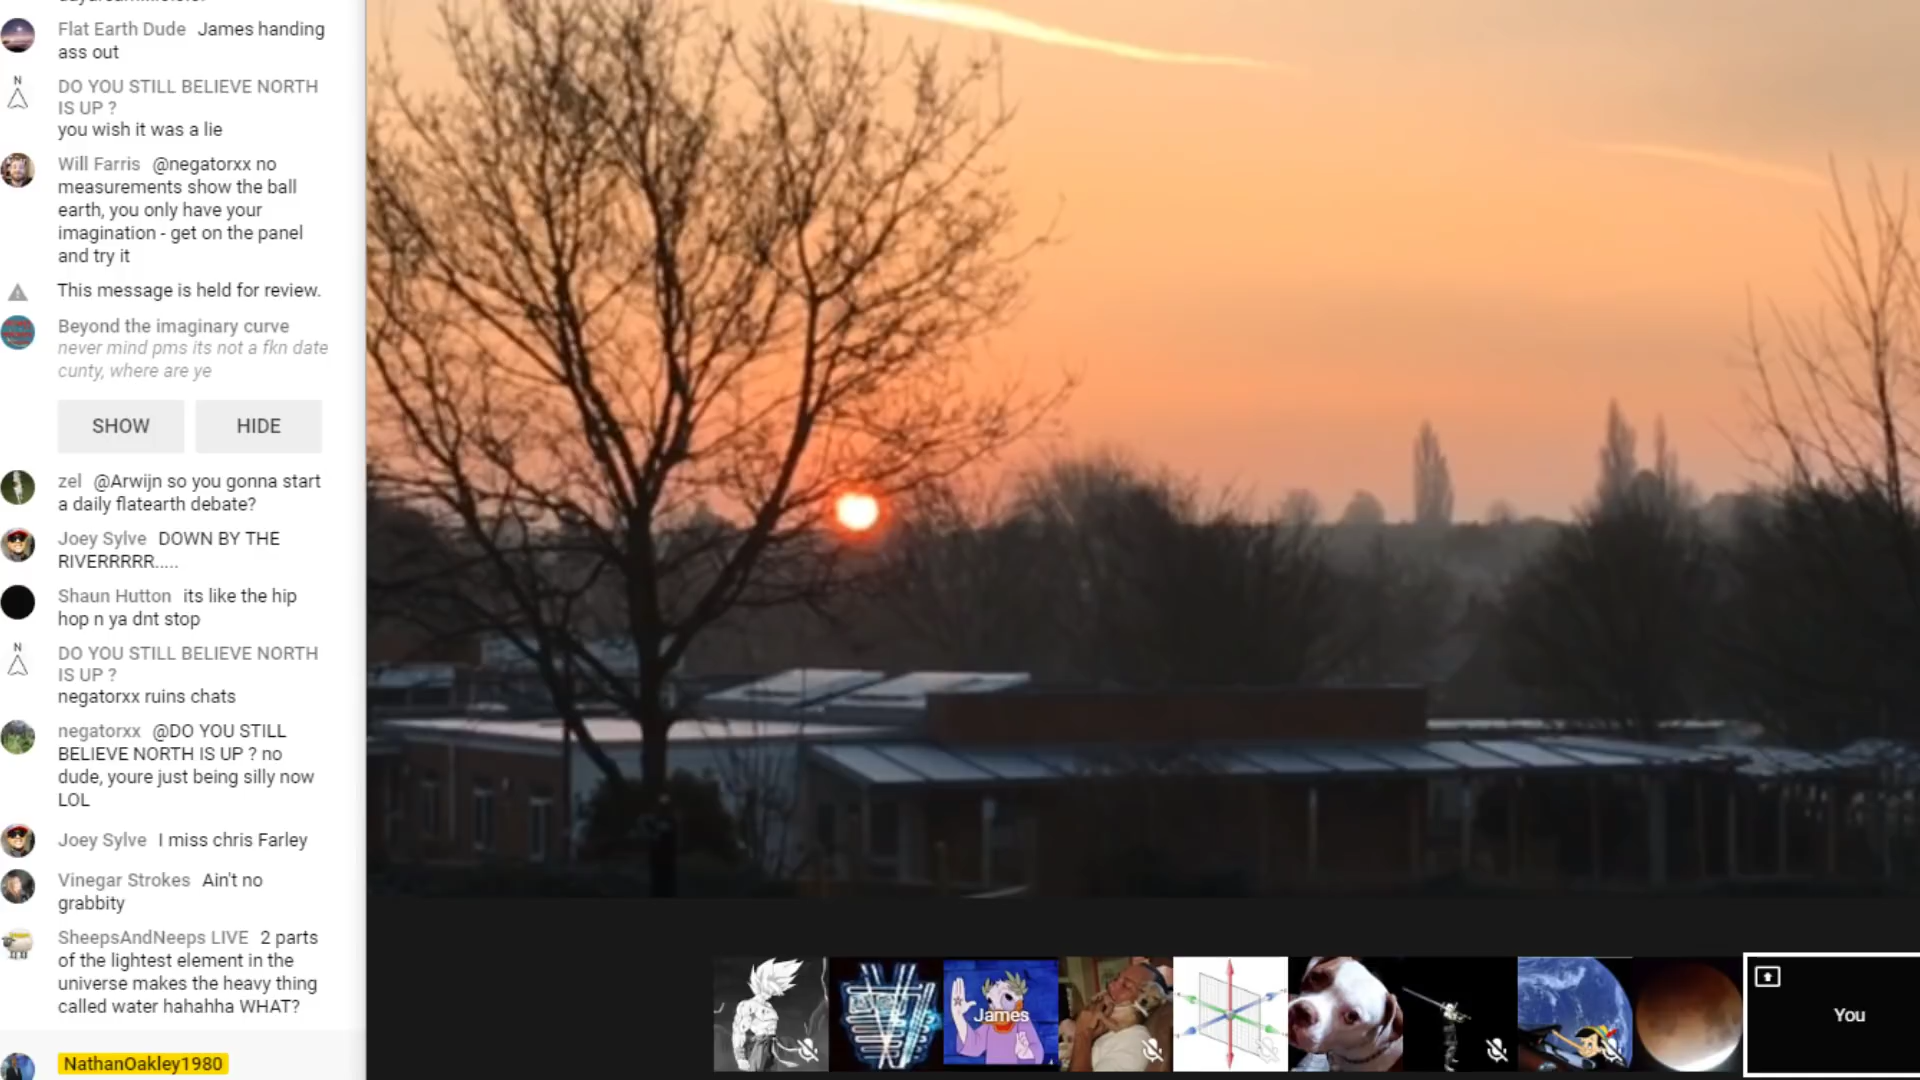 Flat Earth Dude James handing
ass out
N
DO YOU STILL BELIEVE NORTH
IS UP ?
you wish it was a lie
Will Farris @negatorxx no
measurements show the ball
earth, you only have your
imagination - get on the panel
and try it
This message is held for review.
Beyond the imaginary curve
never mind pms its not a fkn date
cunty, where are ye
SHOW HIDE
zel @Arwijn so you gonna start
a daily flatearth debate?
Joey Sylve DOWN BY THE
RIVERRRRR.....
Shaun Hutton its like the hip
hop n ya dnt stop
N
DO YOU STILL BELIEVE NORTH
IS UP ?
negatorxx ruins chats
negatorxx @DO YOU STILL
BELIEVE NORTH IS UP ? no
dude, youre just being silly now
LOL
Joey Sylve I miss chris Farley
Vinegar Strokes Ain't no
grabbity
SheepsAndNeeps LIVE 2 parts
of the lightest element in the
universe makes the heavy thing
called water hahahha WHAT?
NathanOakley1980
James
You